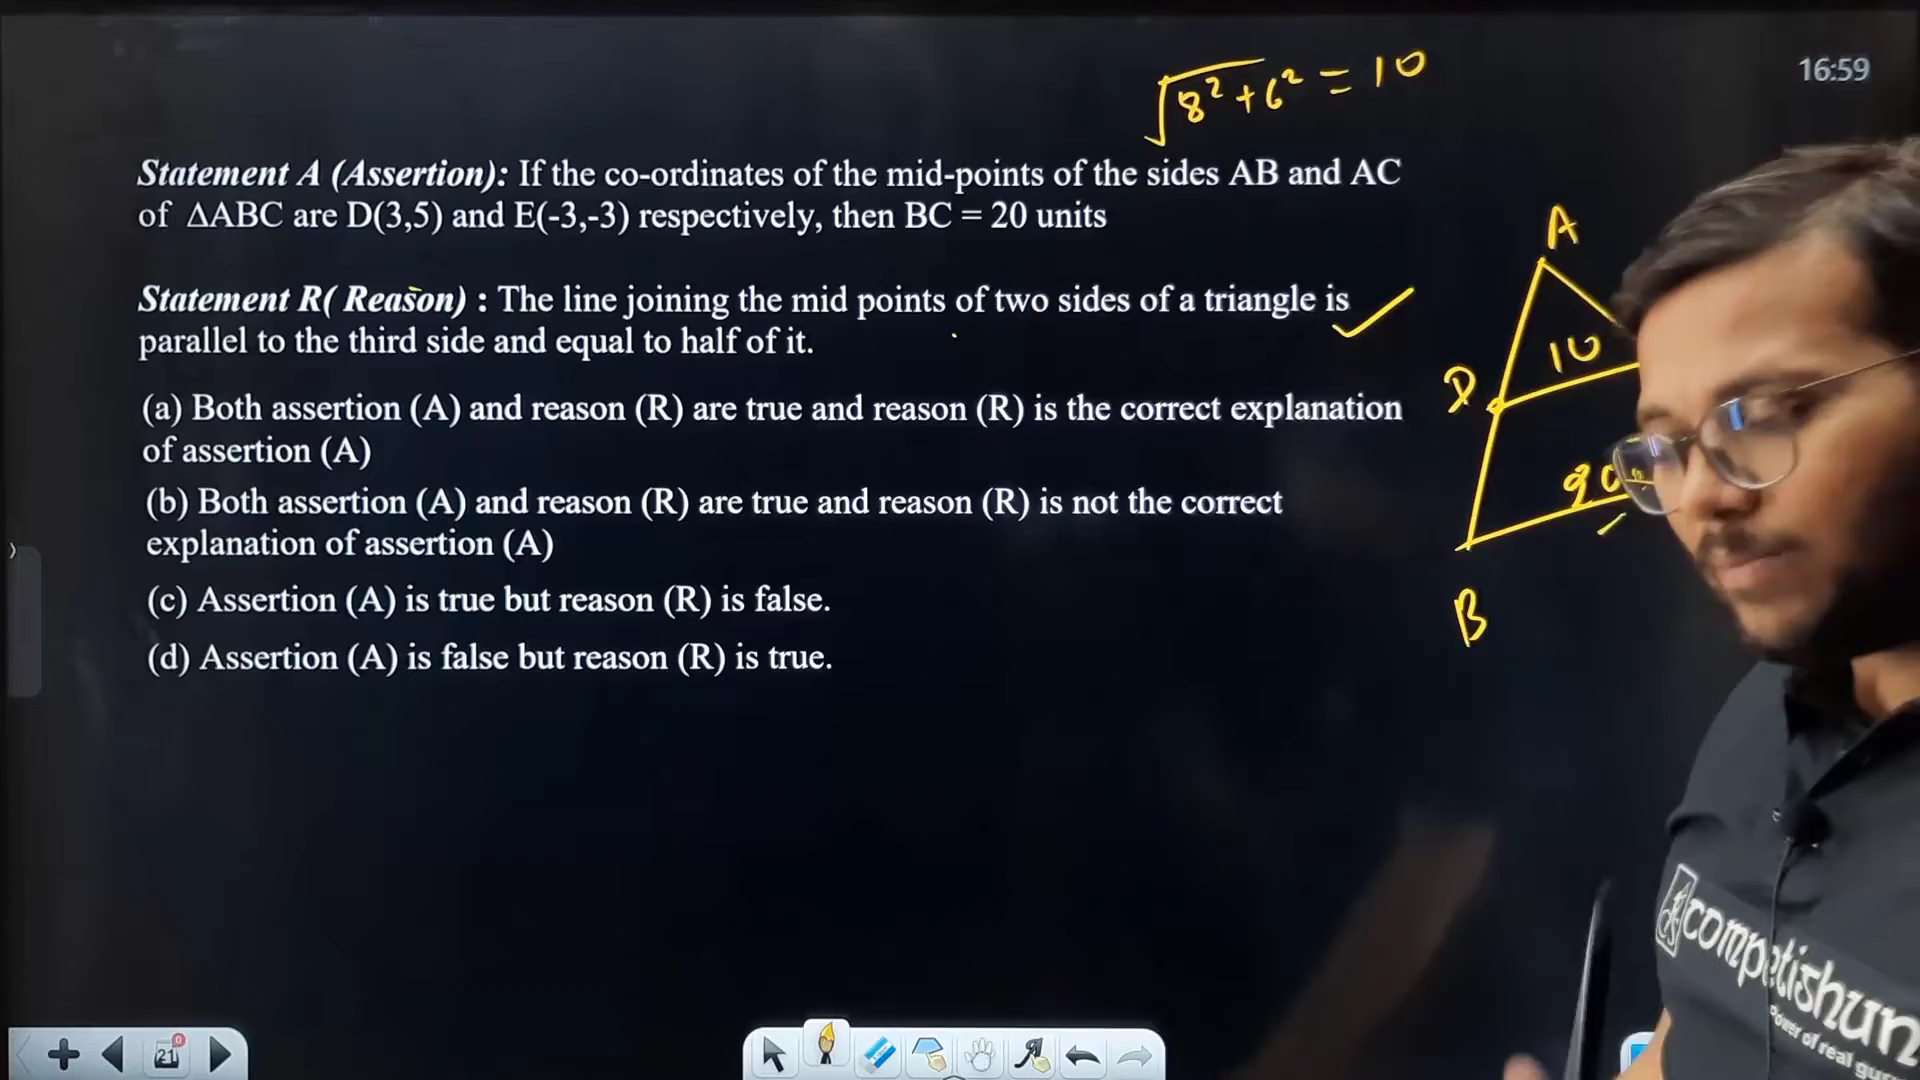 √8²+6² = 10
16:59
Statement A (Assertion): If the co-ordinates of the mid-points of the sides AB and AC
of ΔABC are D(3,5) and E(-3,-3) respectively, then BC = 20 units
A
Statement R( Reason) : The line joining the mid points of two sides of a triangle is
parallel to the third side and equal to half of it.
10
D
(a) Both assertion (A) and reason (R) are true and reason (R) is the correct explanation
of assertion (A)
20
(b) Both assertion (A) and reason (R) are true and reason (R) is not the correct
explanation of assertion (A)
B
(c) Assertion (A) is true but reason (R) is false.
(d) Assertion (A) is false but reason (R) is true.
competishun
Power of real
21
0